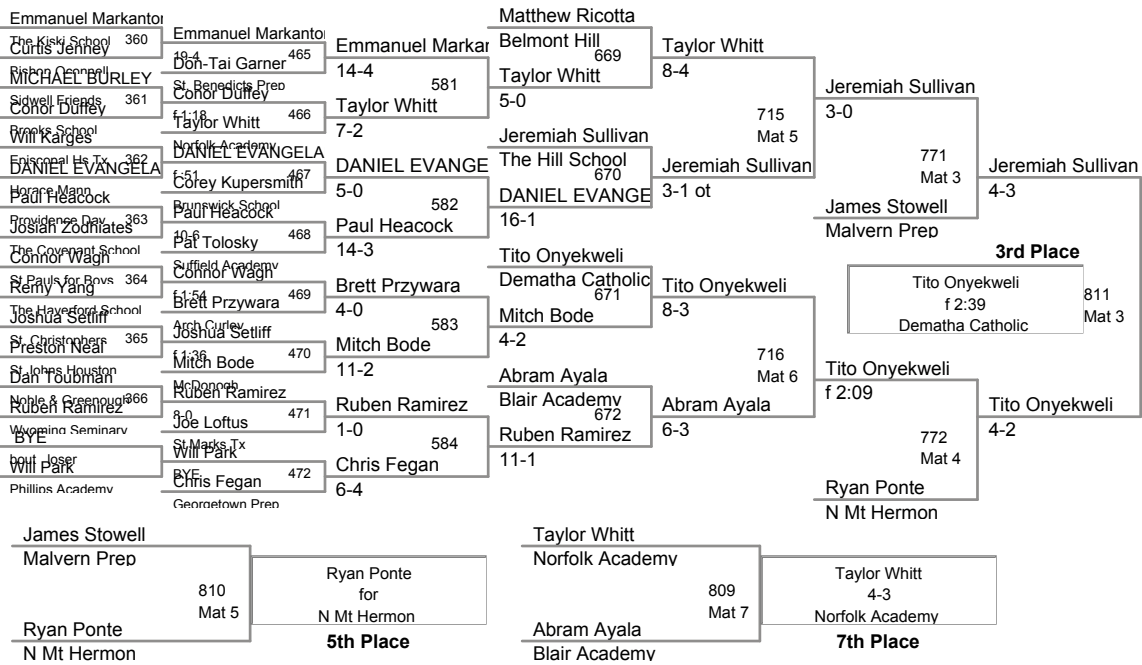 Emmanuel Markantor
The Kiski School
360
Curtis Jenney
Bishop Oconnell
MICHAEL BURLEY
Sidwell Friends
361
Conor Duffey
Brooks School
Will Karges
Episcopal Hs Tx
362
DANIEL EVANGELA
Horace Mann
Paul Heacock
Providence Day
363
Josiah Zodhiates
The Covenant School
Connor Wagh
St Pauls for Boys
364
Remy Yang
The Haverford School
Joshua Setliff
St. Christophers
365
Preston Neal
St Johns Houston
Dan Toubman
Noble & Greenough
366
Ruben Ramirez
Wyoming Seminary
BYE
bout loser
Will Park
Phillips Academy
Emmanuel Markantor
19-4
465
Don-Tai Garner
St. Benedicts Prep
Conor Duffey
f 1:18
466
Taylor Whitt
Norfolk Academy
DANIEL EVANGELA
f :51
467
Corey Kupersmith
Brunswick School
Paul Heacock
10-6
468
Pat Tolosky
Suffield Academy
Connor Wagh
f 1:54
469
Brett Przywara
Arch Curley
Joshua Setliff
f 1:36
470
Mitch Bode
McDonogh
Ruben Ramirez
8-0
471
Joe Loftus
St Marks Tx
Will Park
BYE
472
Chris Fegan
Georgetown Prep
Emmanuel Markar
14-4
581
Taylor Whitt
7-2
DANIEL EVANGE
5-0
582
Paul Heacock
14-3
Brett Przywara
4-0
583
Mitch Bode
11-2
Ruben Ramirez
1-0
584
Chris Fegan
6-4
Matthew Ricotta
Belmont Hill
669
Taylor Whitt
5-0
Jeremiah Sullivan
The Hill School
670
DANIEL EVANGE
16-1
Tito Onyekweli
Dematha Catholic
671
Mitch Bode
4-2
Abram Ayala
Blair Academy
672
Ruben Ramirez
11-1
Taylor Whitt
8-4
715
Mat 5
Jeremiah Sullivan
3-1 ot
Tito Onyekweli
8-3
716
Mat 6
Abram Ayala
6-3
Jeremiah Sullivan
3-0
771
Mat 3
James Stowell
Malvern Prep
Tito Onyekweli
f 2:09
772
Mat 4
Ryan Ponte
N Mt Hermon
Jeremiah Sullivan
4-3
3rd Place
Tito Onyekweli
f 2:39
Dematha Catholic
811
Mat 3
Tito Onyekweli
4-2
James Stowell
Malvern Prep
810
Mat 5
Ryan Ponte
N Mt Hermon
Ryan Ponte
for
N Mt Hermon
5th Place
Taylor Whitt
Norfolk Academy
809
Mat 7
Abram Ayala
Blair Academy
Taylor Whitt
4-3
Norfolk Academy
7th Place